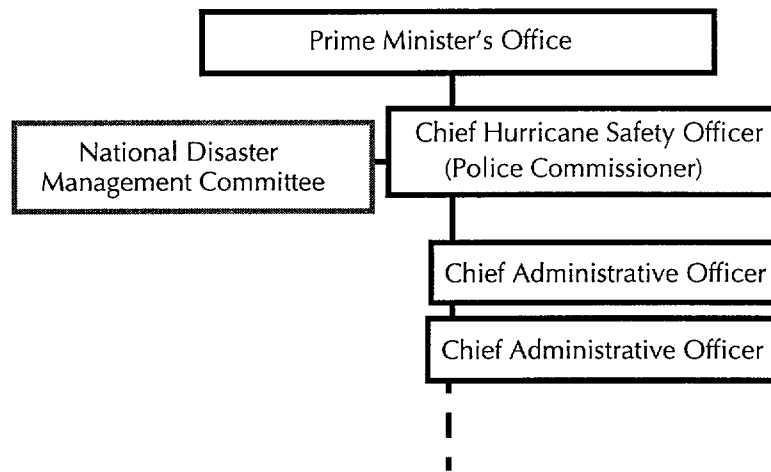 Prime Minister's Office
Chief Hurricane Safety Officer
(Police Commissioner)
National Disaster
Management Committee
Chief Administrative Officer
Chief Administrative Officer